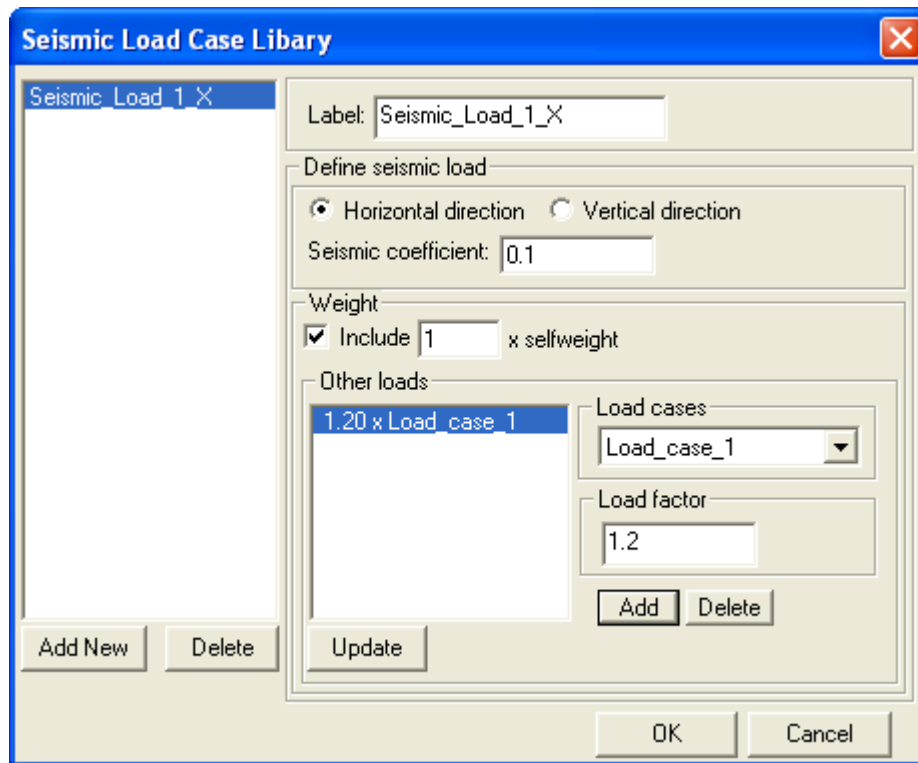 Seismic Load Case Libary
Seismic_Load_1_X
Label: Seismic_Load_1_X
Define seismic load
Horizontal direction Vertical direction
Seismic coefficient: 0.1
Weight
Include 1 x selfweight
Other loads
1.20 x Load_case_1
Load cases
Load_case_1
Load factor
1.2
Add Delete
Add New Delete Update
OK Cancel